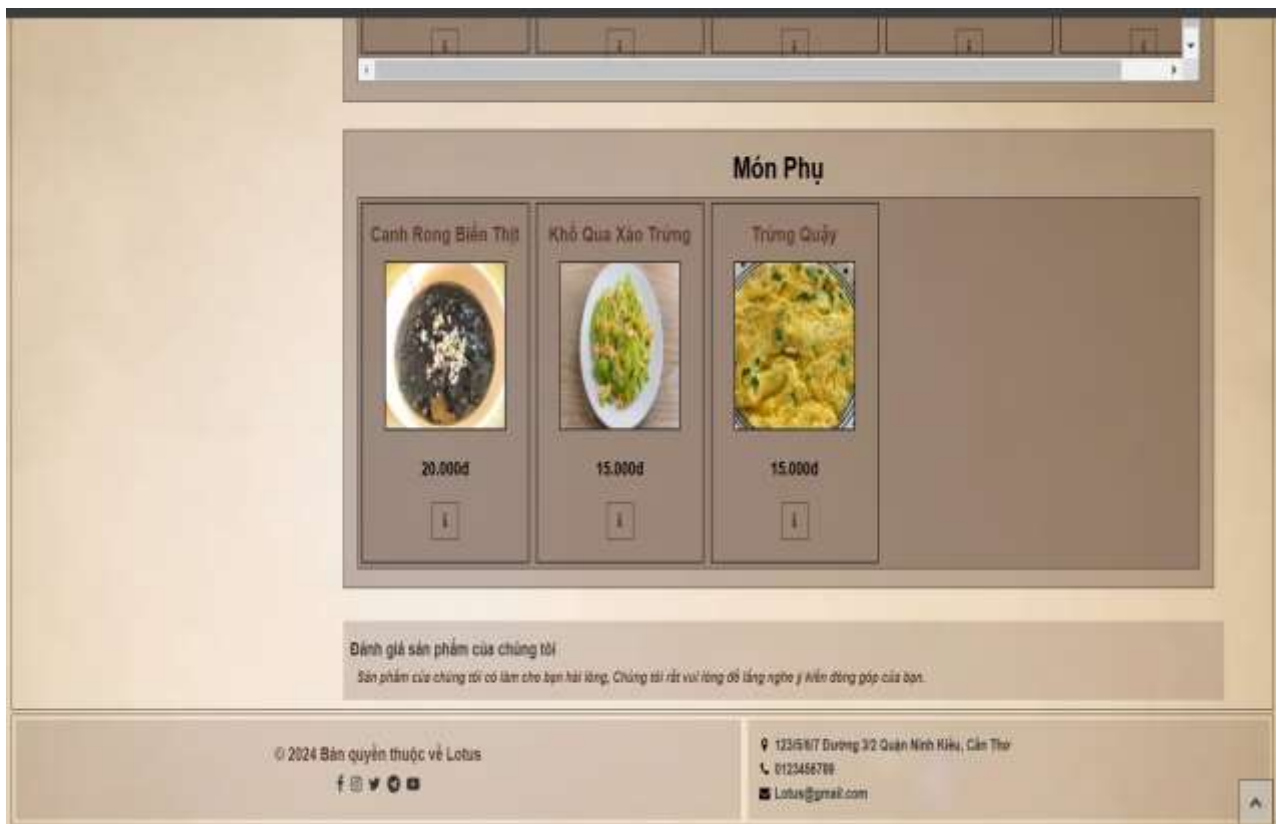 Món Phụ
Canh Rong Biển Thịt
Khổ Qua Xào Trứng
Trứng Quậy
20.000đ
15.000đ
15.000đ
i
i
i
Đánh giá sản phẩm của chúng tôi
Sản phẩm của chúng tôi có làm cho bạn hài lòng, Chúng tôi rất vui lòng để lắng nghe ý kiến đóng góp của bạn.
© 2024 Bản quyền thuộc về Lotus
123/5/6/7 Đường 3/2 Quận Ninh Kiều, Cần Thơ
0123456789
Lotus@gmail.com